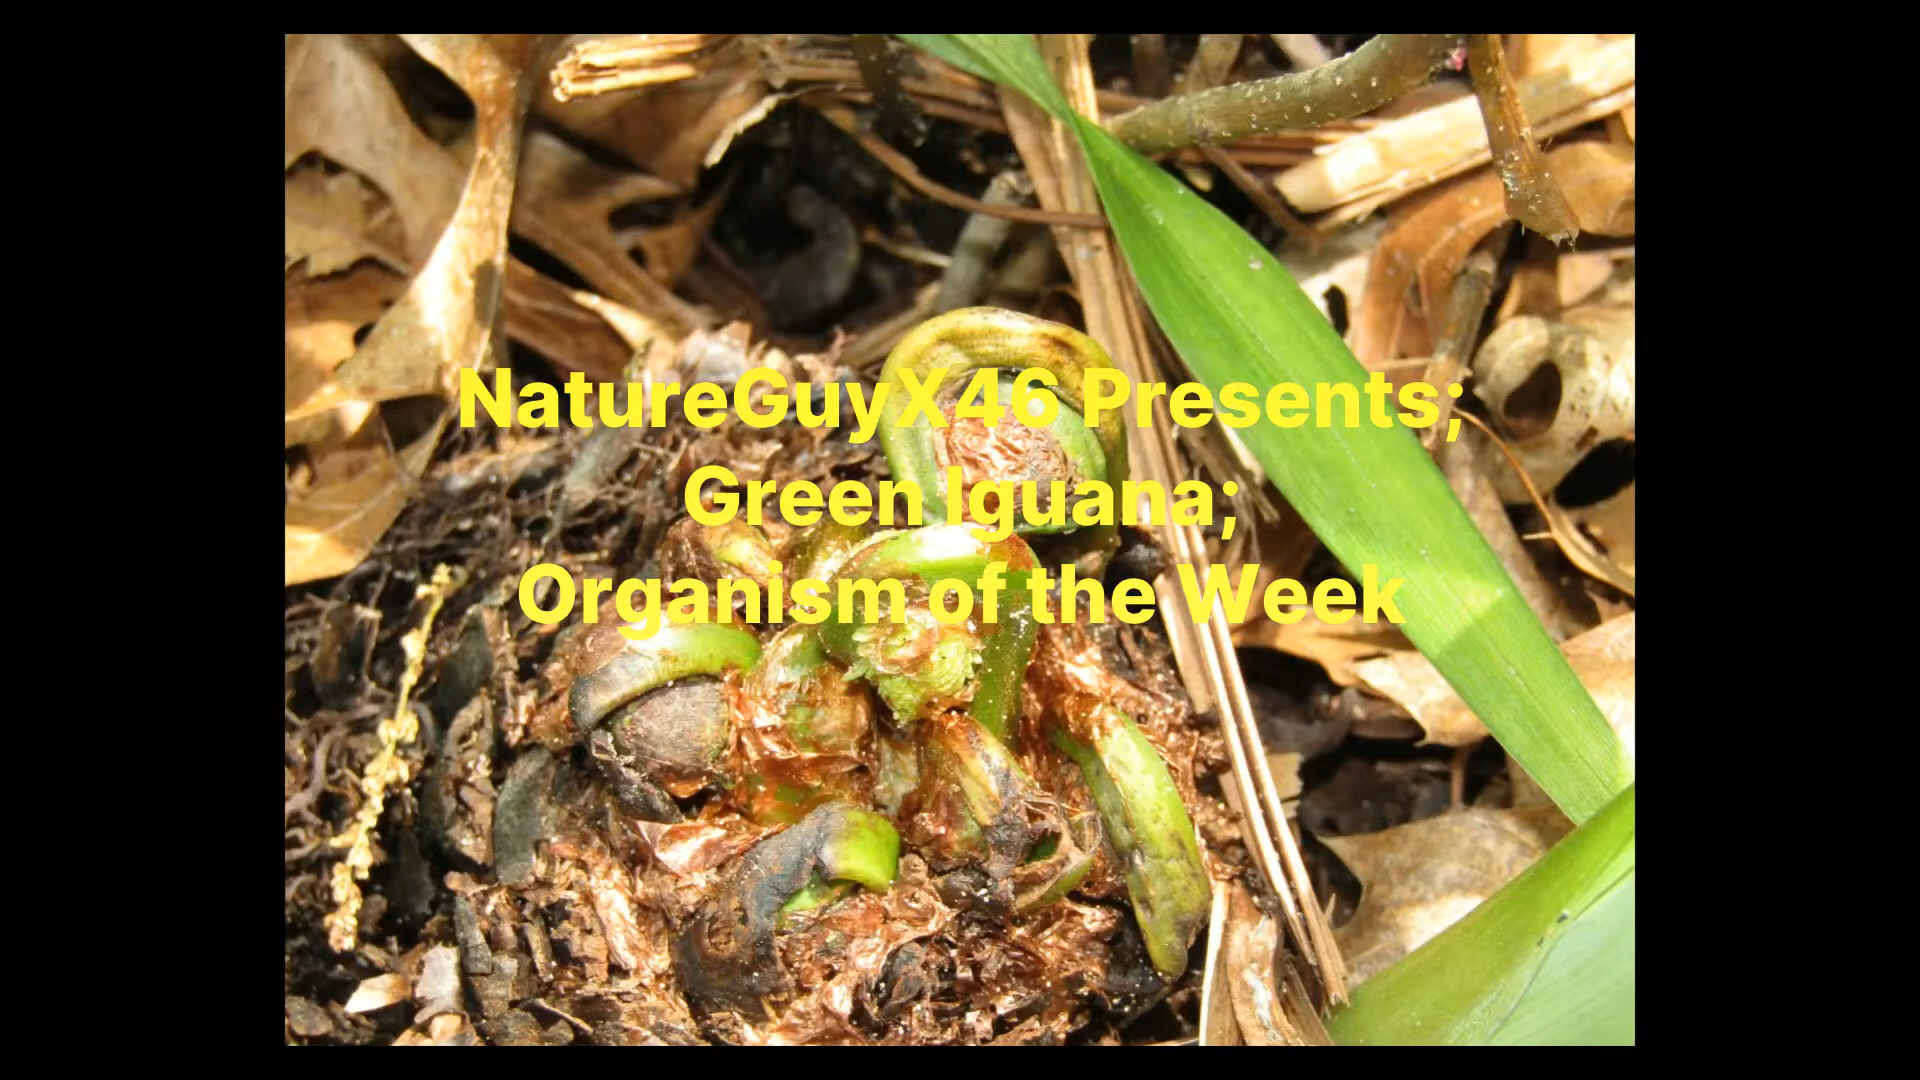 NatureGuyX46 Presents;
Green Iguana;
Organism of the Week